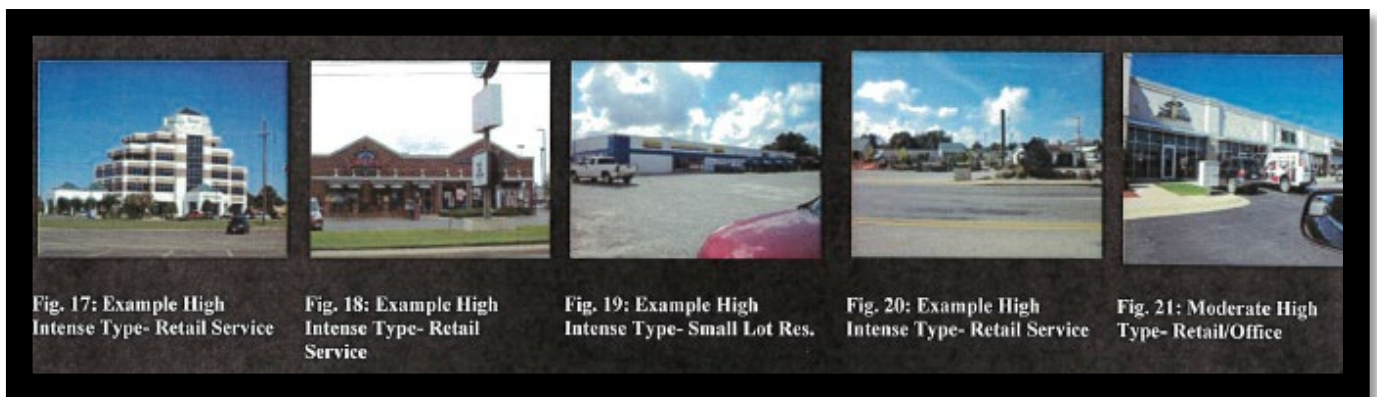 Fig. 17: Example High
Intense Type- Retail Service
Fig. 18: Example High
Intense Type- Retail
Service
Fig. 19: Example High
Intense Type- Small Lot Res.
Fig. 20: Example High
Intense Type- Retail Service
Fig. 21: Moderate High
Type- Retail/Office